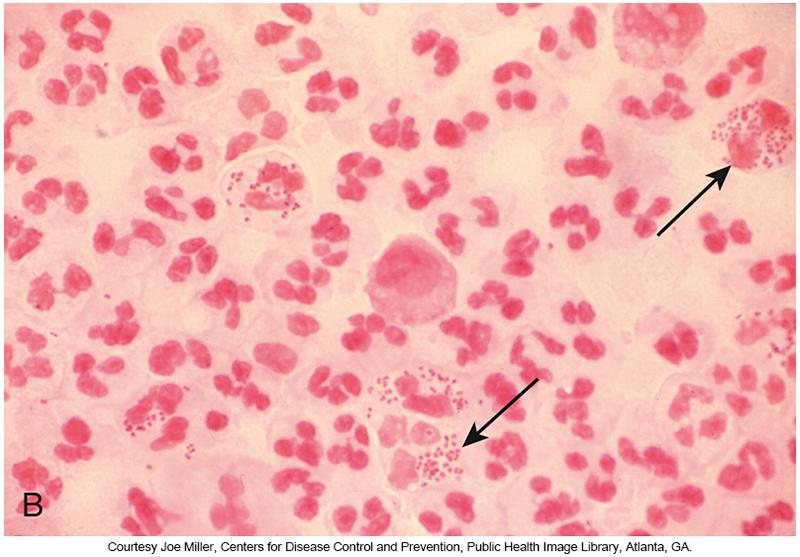 B
Courtesy Joe Miller, Centers for Disease Control and Prevention, Public Health Image Library, Atlanta, GA.